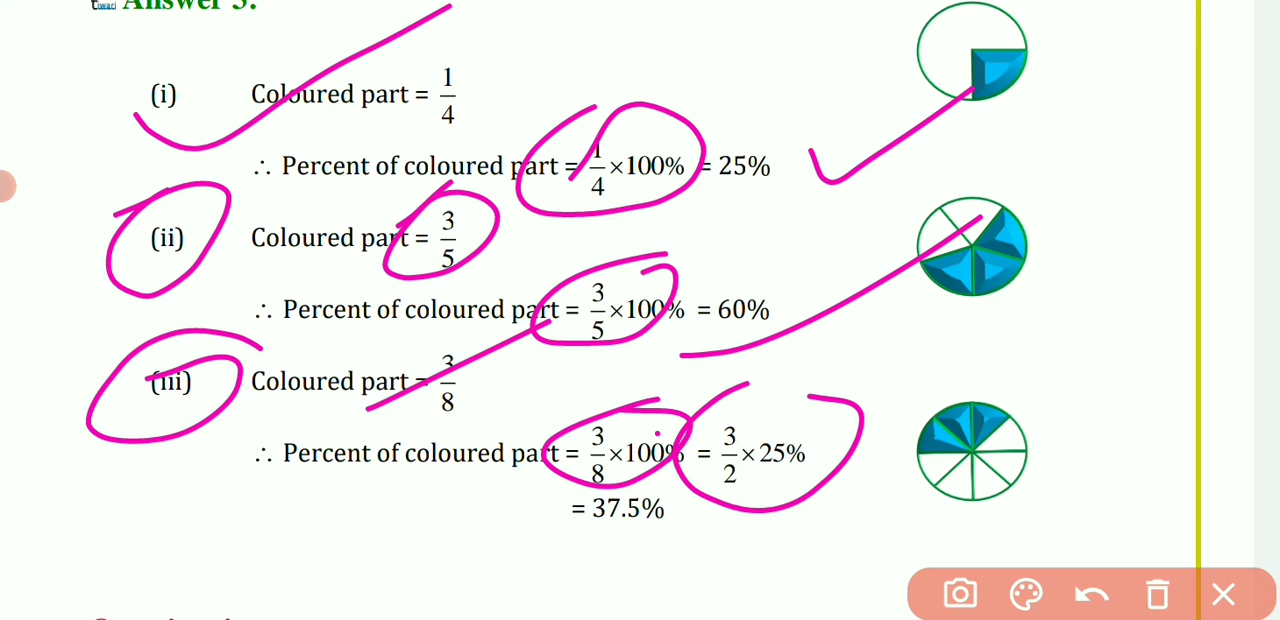 Answer 3:
(i) Coloured part = 1/4
∴ Percent of coloured part = 1/4 ×100% = 25%
(ii) Coloured part = 3/5
∴ Percent of coloured part = 3/5 ×100% = 60%
(iii) Coloured part = 3/8
∴ Percent of coloured part = 3/8 ×100% = 3/2 × 25%
= 37.5%